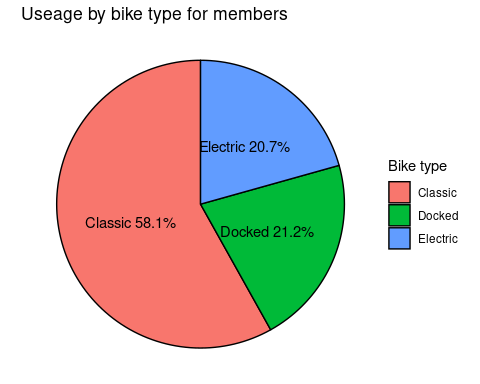 Useage by bike type for members
Electric 20.7%
Classic 58.1%
Docked 21.2%
Bike type
Classic
Docked
Electric